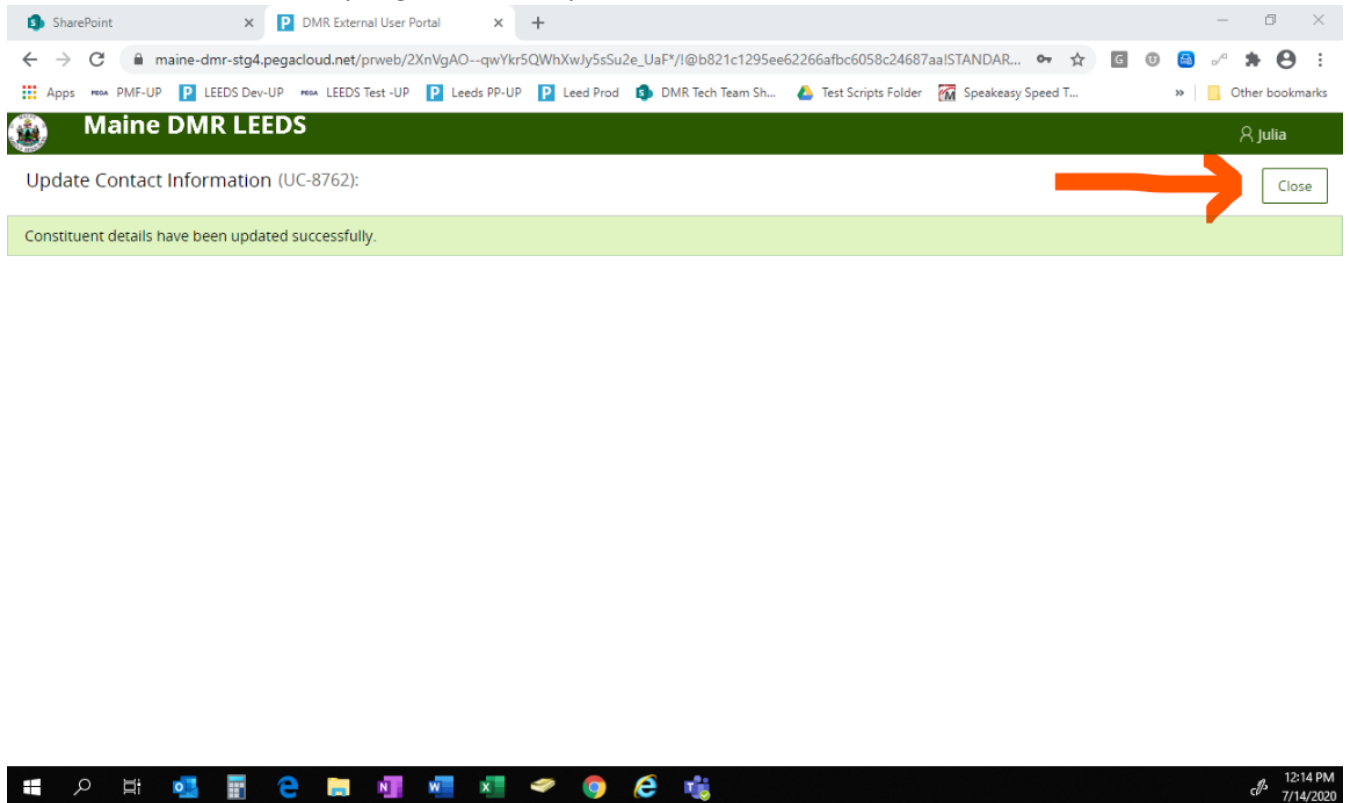 SharePoint
DMR External User Portal
maine-dmr-stg4.pegacloud.net/prweb/2XnVgAO--qwYkr5QWhXwJy5sSu2e_UaF*/!@b821c1295ee62266afbc6058c24687aa!STANDAR...
Apps PMF-UP LEEDS Dev-UP LEEDS Test -UP Leeds PP-UP Leed Prod DMR Tech Team Sh... Test Scripts Folder Speakeasy Speed T... » Other bookmarks
Maine DMR LEEDS
Julia
Update Contact Information (UC-8762):
Close
Constituent details have been updated successfully.
12:14 PM
7/14/2020